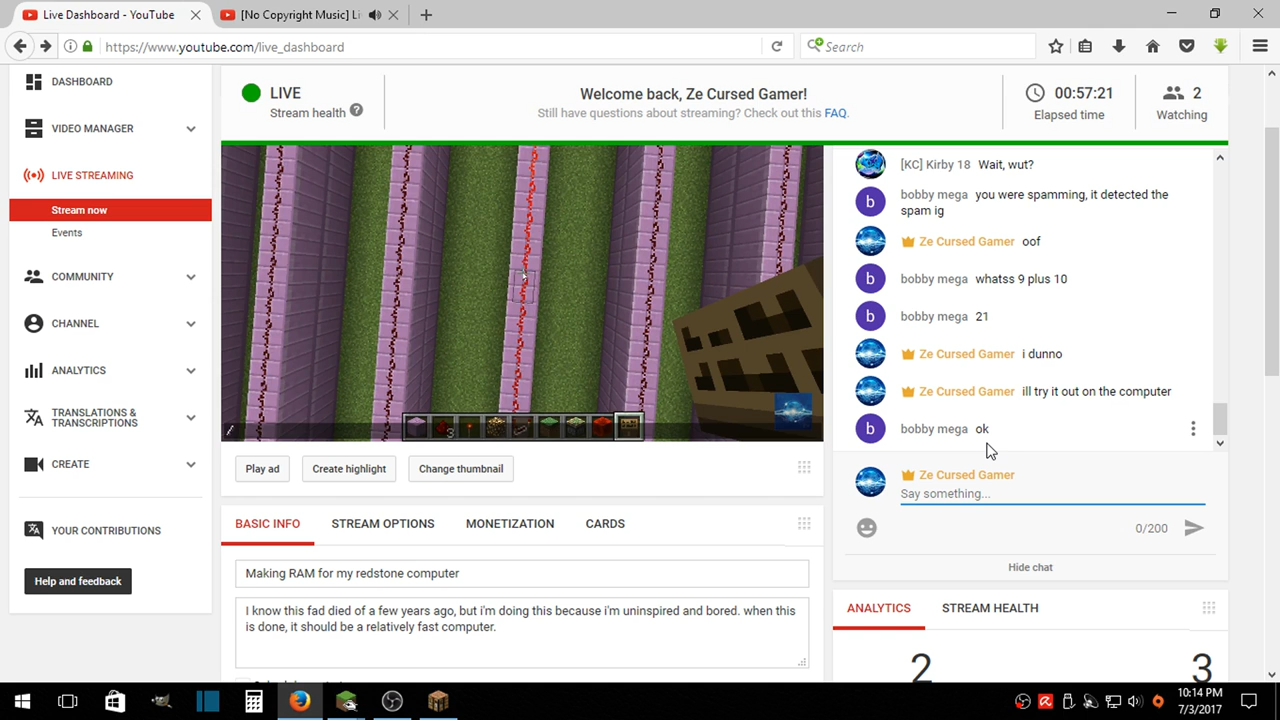 Live Dashboard - YouTube
[No Copyright Music] Li
https://www.youtube.com/live_dashboard
Search
DASHBOARD
VIDEO MANAGER
LIVE STREAMING
Stream now
Events
COMMUNITY
CHANNEL
ANALYTICS
TRANSLATIONS &
TRANSCRIPTIONS
CREATE
YOUR CONTRIBUTIONS
Help and feedback
LIVE
Stream health
Welcome back, Ze Cursed Gamer!
Still have questions about streaming? Check out this FAQ.
00:57:21
Elapsed time
2
Watching
3
Play ad
Create highlight
Change thumbnail
BASIC INFO
STREAM OPTIONS
MONETIZATION
CARDS
Making RAM for my redstone computer
I know this fad died of a few years ago, but i'm doing this because i'm uninspired and bored. when this
is done, it should be a relatively fast computer.
[KC] Kirby 18 Wait, wut?
bobby mega you were spamming, it detected the
spam ig
Ze Cursed Gamer oof
bobby mega whatss 9 plus 10
bobby mega 21
Ze Cursed Gamer i dunno
Ze Cursed Gamer ill try it out on the computer
b bobby mega ok
Ze Cursed Gamer
Say something...
0/200
Hide chat
ANALYTICS
STREAM HEALTH
2
3
10:14 PM
7/3/2017